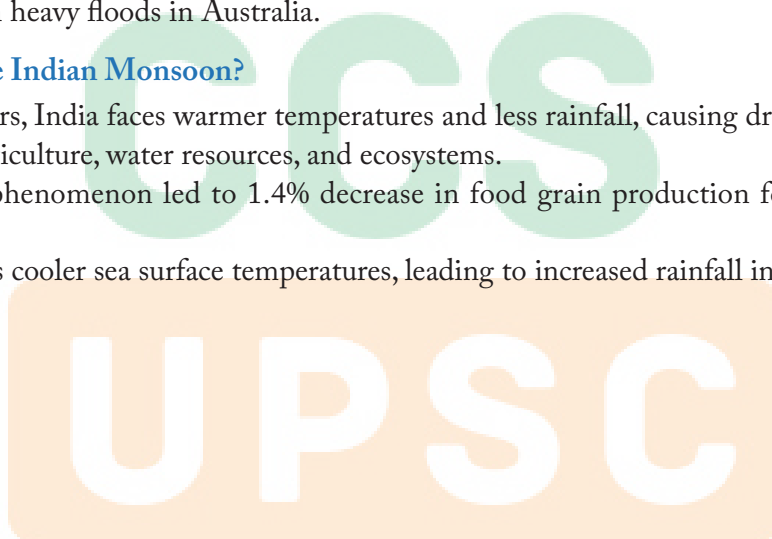 heavy floods in Australia.
Indian Monsoon?
rs, India faces warmer temperatures and less rainfall, causing dr
iculture, water resources, and ecosystems.
phenomenon led to 1.4% decrease in food grain production f
s cooler sea surface temperatures, leading to increased rainfall in
CCS
UPSC